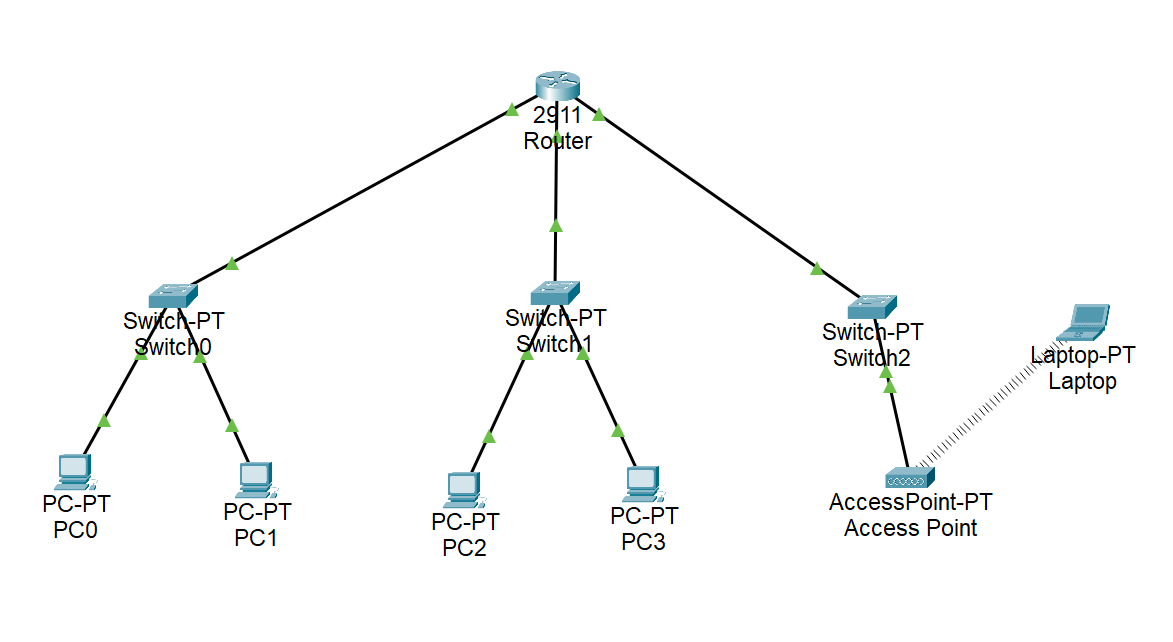 2911
Router
Switch-PT
Switch0
Switch-PT
Switch1
Switch-PT
Switch2
Laptop-PT
Laptop
PC-PT
PC0
PC-PT
PC1
PC-PT
PC2
PC-PT
PC3
AccessPoint-PT
Access Point